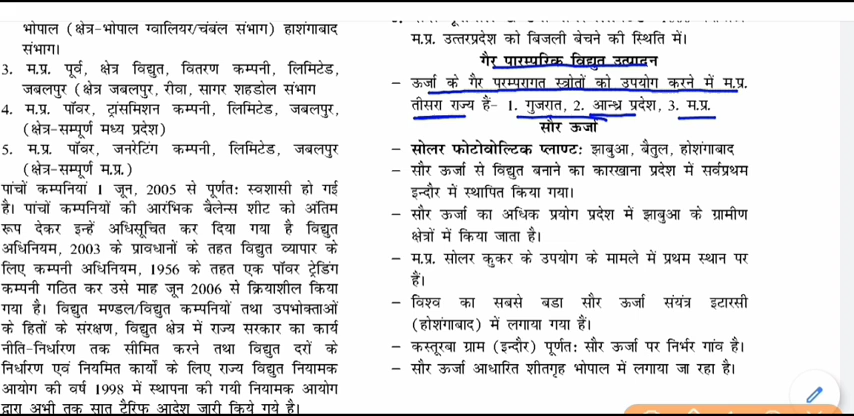 भोपाल (क्षेत्र-भोपाल ग्वालियर/चंबंल संभाग) हाशंगाबाद
संभाग।
3. म.प्र. पूर्व, क्षेत्र विद्युत, वितरण कम्पनी, लिमिटेड,
जबलपुर (क्षेत्र जबलपुर, रीवा, सागर शहडोल संभाग
4. म.प्र. पॉवर, ट्रांसमिशन कम्पनी, लिमिटेड, जबलपुर,
(क्षेत्र-सम्पूर्ण मध्य प्रदेश)
5. म.प्र. पॉवर, जनरेटिंग कम्पनी, लिमिटेड, जबलपुर
(क्षेत्र-सम्पूर्ण म.प्र.)
पांचों कम्पनियां 1 जून, 2005 से पूर्णतः स्वशासी हो गई
है। पांचों कम्पनियों की आरंभिक बैलेन्स शीट को अंतिम
रूप देकर इन्हें अधिसूचित कर दिया गया है विद्युत
अधिनियम, 2003 के प्रावधानों के तहत विद्युत व्यापार के
लिए कम्पनी अधिनियम, 1956 के तहत एक पॉवर ट्रेडिंग
कम्पनी गठित कर उसे माह जून 2006 से क्रियाशील किया
गया है। विद्युत मण्डल/विद्युत कम्पनियों तथा उपभोक्ताओं
के हितों के संरक्षण, विद्युत क्षेत्र में राज्य सरकार का कार्य
नीति-निर्धारण तक सीमित करने तथा विद्युत दरों के
निर्धारण एवं नियमित कार्यो के लिए राज्य विद्युत नियामक
आयोग की वर्ष 1998 में स्थापना की गयी नियामक आयोग
द्वारा अभी तक सात टैरिफ आदेश जारी किये गये है।
म.प्र. उत्तरप्रदेश को बिजली बेचने की स्थिति में।
गैर पारम्परिक विद्युत उत्पादन
– ऊर्जा के गैर परम्परागत स्त्रोतों को उपयोग करने में म.प्र.
तीसरा राज्य हैं- 1. गुजरात, 2. आन्ध्र प्रदेश, 3. म.प्र.
सौर ऊर्जा
– सोलर फोटोवोल्टिक प्लाण्टः झाबुआ, बैतुल, होशंगाबाद
– सौर ऊर्जा से विद्युत बनाने का कारखाना प्रदेश में सर्वप्रथम
इन्दौर में स्थापित किया गया।
– सौर ऊर्जा का अधिक प्रयोग प्रदेश में झाबुआ के ग्रामीण
क्षेत्रों में किया जाता है।
– म.प्र. सोलर कुकर के उपयोग के मामले में प्रथम स्थान पर
हैं।
– विश्व का सबसे बडा सौर ऊर्जा संयंत्र इटारसी
(होशंगाबाद) में लगाया गया हैं।
– कस्तूरबा ग्राम (इन्दौर) पूर्णतः सौर ऊर्जा पर निर्भर गांव है।
– सौर ऊर्जा आधारित शीतगृह भोपाल में लगाया जा रहा है।